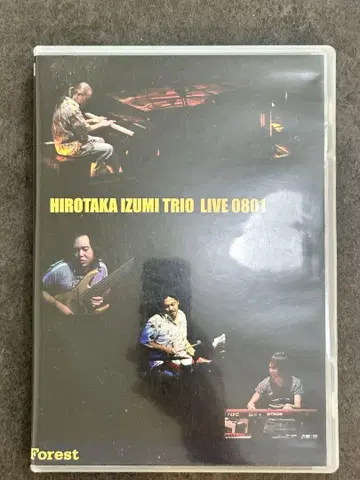 HIROTAKA IZUMI TRIO LIVE 0801
Forest